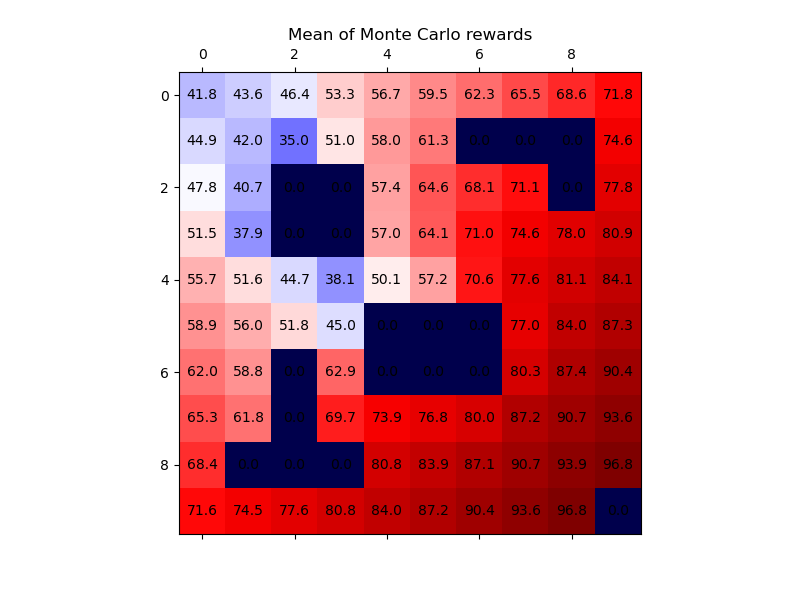 Mean of Monte Carlo rewards
0 2 4 6 8
0 41.8 43.6 46.4 53.3 56.7 59.5 62.3 65.5 68.6 71.8
44.9 42.0 35.0 51.0 58.0 61.3 0.0 0.0 0.0 74.6
2 47.8 40.7 0.0 0.0 57.4 64.6 68.1 71.1 0.0 77.8
51.5 37.9 0.0 0.0 57.0 64.1 71.0 74.6 78.0 80.9
4 55.7 51.6 44.7 38.1 50.1 57.2 70.6 77.6 81.1 84.1
58.9 56.0 51.8 45.0 0.0 0.0 0.0 77.0 84.0 87.3
6 62.0 58.8 0.0 62.9 0.0 0.0 0.0 80.3 87.4 90.4
65.3 61.8 0.0 69.7 73.9 76.8 80.0 87.2 90.7 93.6
8 68.4 0.0 0.0 0.0 80.8 83.9 87.1 90.7 93.9 96.8
71.6 74.5 77.6 80.8 84.0 87.2 90.4 93.6 96.8 0.0